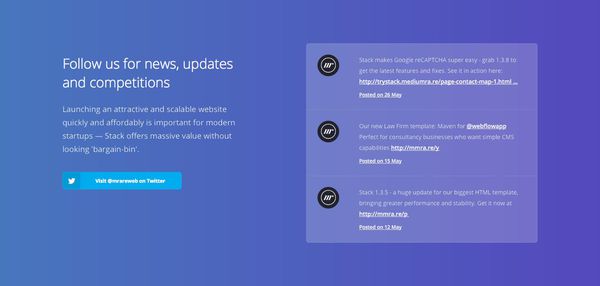 Follow us for news, updates
and competitions
Launching an attractive and scalable website
quickly and affordably is important for modern
startups — Stack offers massive value without
looking 'bargain-bin'.
Visit @mrareweb on Twitter
Stack makes Google reCAPTCHA super easy - grab 1.3.8 to
get the latest features and fixes. See it in action here:
http://trystack.mediumra.re/page-contact-map-1.html ...
Posted on 26 May
Our new Law Firm template: Maven for @webflowapp
Perfect for consultancy businesses who want simple CMS
capabilities http://mmra.re/y
Posted on 15 May
Stack 1.3.5 - a huge update for our biggest HTML template,
bringing greater performance and stability. Get it now at
http://mmra.re/p
Posted on 12 May